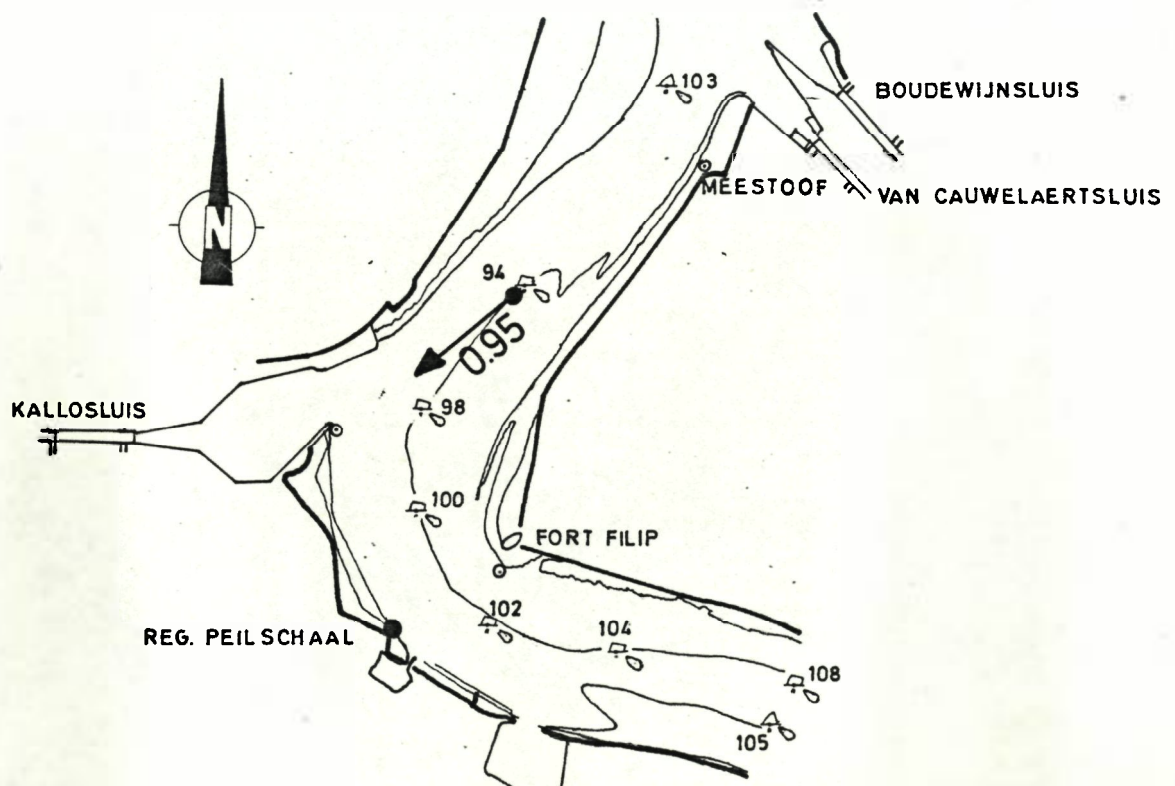 103
BOUDEWIJNSLUIS
MEESTOOF
VAN CAUWELAERTSLUIS
N
94
0.95
KALLOSLUIS
98
100
FORT FILIP
102
REG. PEILSCHAAL
104
108
105